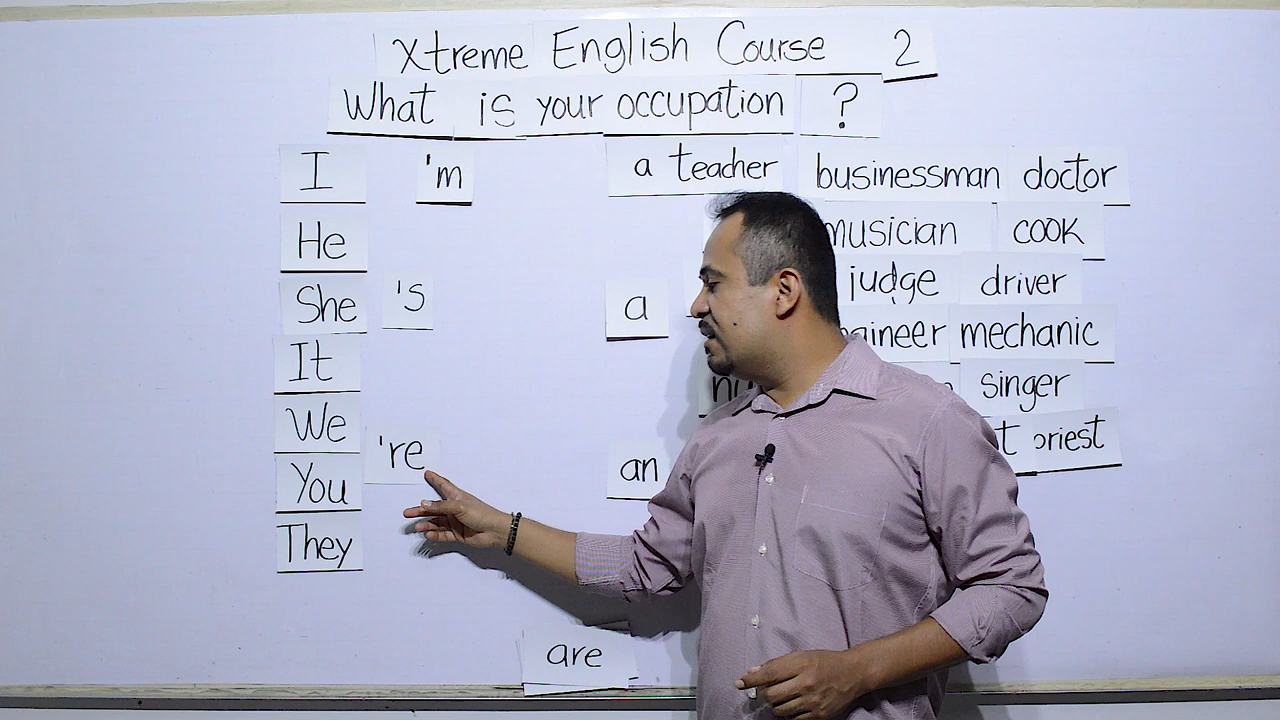 Xtreme English Course 2
What is your occupation ?
I 'm a teacher businessman doctor
He musician cook
She 's a judge driver
It mechanic
We singer
You 're an priest
They
are